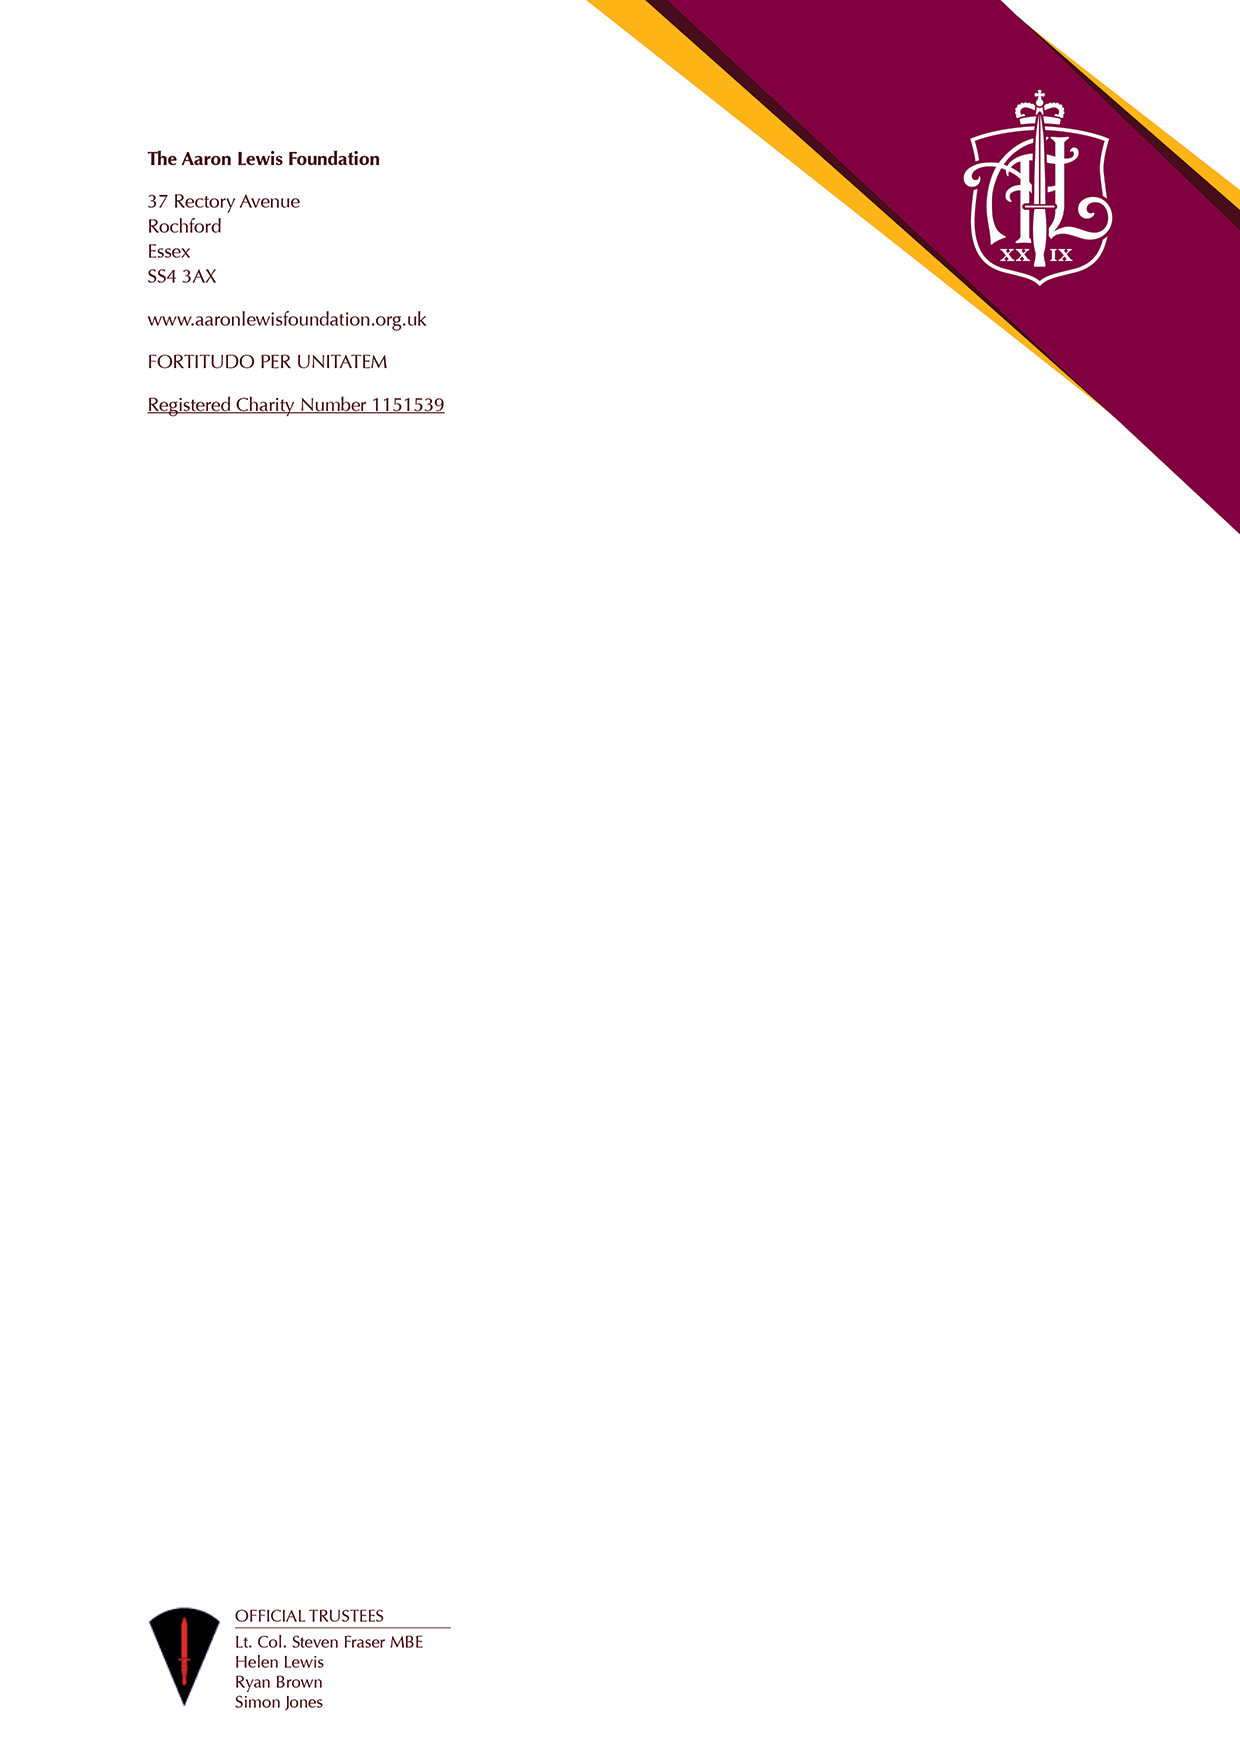 The Aaron Lewis Foundation
37 Rectory Avenue
Rochford
Essex
SS4 3AX
www.aaronlewisfoundation.org.uk
FORTITUDO PER UNITATEM
Registered Charity Number 1151539
AL
XX IX
OFFICIAL TRUSTEES
Lt. Col. Steven Fraser MBE
Helen Lewis
Ryan Brown
Simon Jones